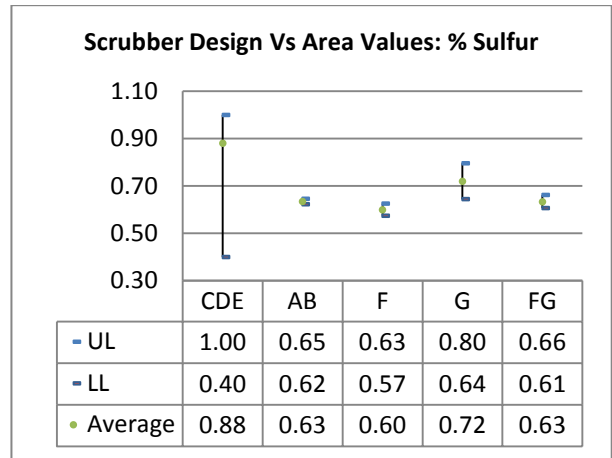 Scrubber Design Vs Area Values: % Sulfur
1.10
0.90
0.70
0.50
0.30
CDE AB F G FG
UL 1.00 0.65 0.63 0.80 0.66
LL 0.40 0.62 0.57 0.64 0.61
Average 0.88 0.63 0.60 0.72 0.63